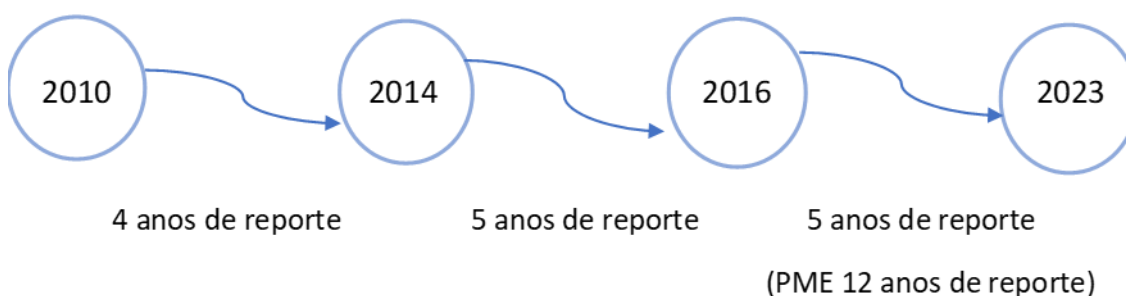 2010
2014
2016
2023
4 anos de reporte
5 anos de reporte
5 anos de reporte
(PME 12 anos de reporte)